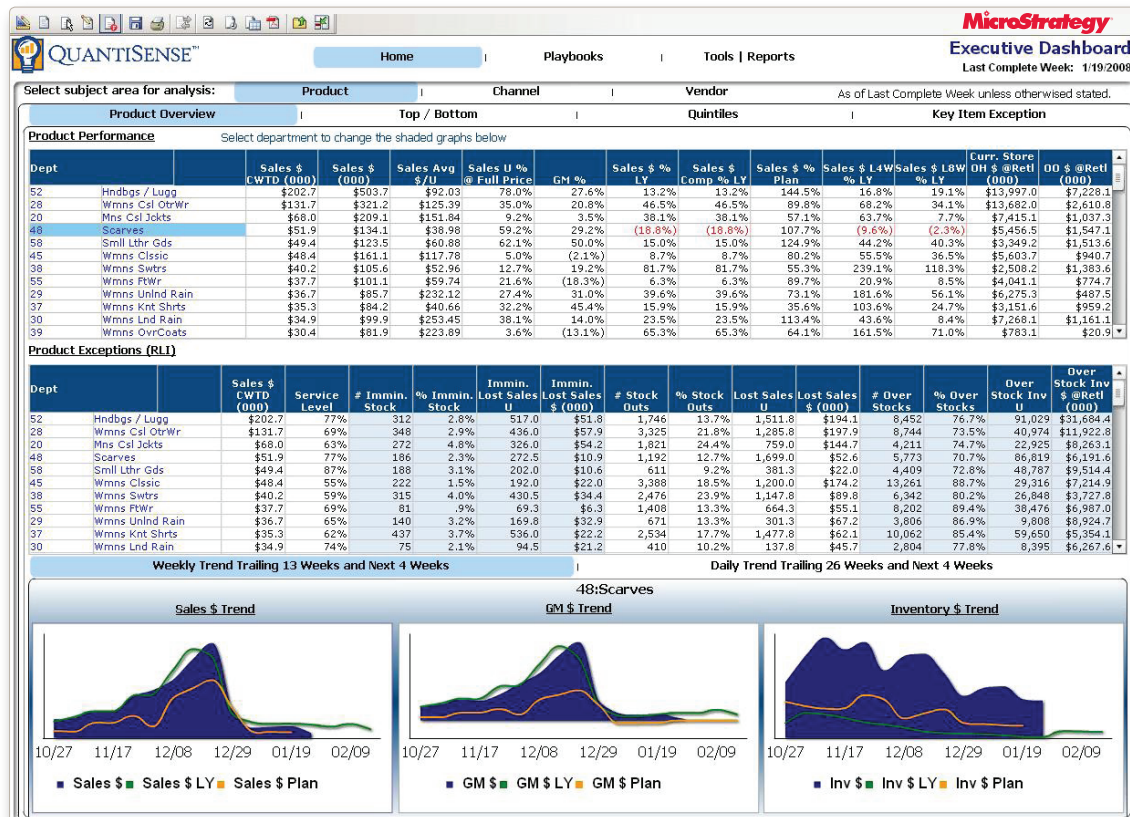 MicroStrategy
QUANTISENSE™
Home | Playbooks | Tools | Reports
Executive Dashboard
Last Complete Week: 1/19/2008
Select subject area for analysis: Product | Channel | Vendor
As of Last Complete Week unless otherwised stated.
Product Overview | Top / Bottom | Quintiles | Key Item Exception
Product Performance Select department to change the shaded graphs below
Dept Sales $ CWTD (000) Sales $ (000) Sales Avg $/U Sales U % @ Full Price GM % Sales $ % LY Sales $ Comp % LY Sales $ % Plan Sales $ L4W % LY Sales $ L8W % LY Curr. Store OH $ @Retl (000) OO $ @Retl (000)
52 Hndbgs / Lugg $202.7 $503.7 $92.03 78.0% 27.6% 13.2% 13.2% 144.5% 16.8% 19.1% $13,997.0 $7,228.1
28 Wmns Csl OtrWr $131.7 $321.2 $125.39 35.0% 20.8% 46.5% 46.5% 89.8% 68.2% 34.1% $13,682.0 $2,610.8
20 Mns Csl Jckts $68.0 $209.1 $151.84 9.2% 3.5% 38.1% 38.1% 57.1% 63.7% 7.7% $7,415.1 $1,037.3
48 Scarves $51.9 $134.1 $38.98 59.2% 29.2% (18.8%) (18.8%) 107.7% (9.6%) (2.3%) $5,456.5 $1,547.1
58 Smll Lthr Gds $49.4 $123.5 $60.88 62.1% 50.0% 15.0% 15.0% 124.9% 44.2% 40.3% $3,349.2 $1,513.6
45 Wmns Clssic $48.4 $161.1 $117.78 5.0% (2.1%) 8.7% 8.7% 80.2% 55.5% 36.5% $5,603.7 $940.7
38 Wmns Swtrs $40.2 $105.6 $52.96 12.7% 19.2% 81.7% 81.7% 55.3% 239.1% 118.3% $2,508.2 $1,383.6
55 Wmns FtWr $37.7 $101.1 $59.74 21.6% (18.3%) 6.3% 6.3% 89.7% 20.9% 8.5% $4,041.1 $774.7
29 Wmns Unlnd Rain $36.7 $85.7 $232.12 27.4% 31.0% 39.6% 39.6% 73.1% 181.6% 56.1% $6,275.3 $487.5
37 Wmns Knt Shrts $35.3 $84.2 $40.66 32.2% 45.4% 15.9% 15.9% 35.6% 103.6% 24.7% $3,151.6 $959.2
30 Wmns Lnd Rain $34.9 $99.9 $253.45 38.1% 14.0% 23.5% 23.5% 113.4% 43.6% 8.4% $7,268.1 $1,161.1
39 Wmns OvrCoats $30.4 $81.9 $223.89 3.6% (13.1%) 65.3% 65.3% 64.1% 161.5% 71.0% $783.1 $20.9
Product Exceptions (RLI)
Dept Sales $ CWTD (000) Service Level # Immin. Stock % Immin. Stock Immin. Lost Sales U Immin. Lost Sales $ (000) # Stock Outs % Stock Outs Lost Sales U Lost Sales $ (000) # Over Stocks % Over Stocks Over Stock Inv U Over Stock Inv $ @Retl (000)
52 Hndbgs / Lugg $202.7 77% 312 2.8% 517.0 $51.8 1,746 13.7% 1,511.8 $194.1 8,452 76.7% 91,029 $31,684.4
28 Wmns Csl OtrWr $131.7 69% 348 2.9% 436.0 $57.9 3,325 21.8% 1,285.8 $197.9 8,744 73.5% 40,974 $11,922.8
20 Mns Csl Jckts $68.0 63% 272 4.8% 326.0 $54.2 1,821 24.4% 759.0 $144.7 4,211 74.7% 22,925 $8,263.1
48 Scarves $51.9 77% 186 2.3% 272.5 $10.9 1,192 12.7% 1,699.0 $52.6 5,773 70.7% 86,819 $6,191.6
58 Smll Lthr Gds $49.4 87% 188 3.1% 202.0 $10.6 611 9.2% 381.3 $22.0 4,409 72.8% 48,787 $9,514.4
45 Wmns Clssic $48.4 55% 222 1.5% 192.0 $22.0 3,388 18.5% 1,200.0 $174.2 13,261 88.7% 29,316 $7,214.9
38 Wmns Swtrs $40.2 59% 315 4.0% 430.5 $34.4 2,476 23.9% 1,147.8 $89.8 6,342 80.2% 26,848 $3,727.8
55 Wmns FtWr $37.7 69% 81 .9% 69.3 $6.3 1,408 13.3% 664.3 $55.1 8,202 89.4% 38,476 $6,987.0
29 Wmns Unlnd Rain $36.7 65% 140 3.2% 169.8 $32.9 671 13.3% 301.3 $67.2 3,806 86.9% 9,808 $8,924.7
37 Wmns Knt Shrts $35.3 62% 437 3.7% 536.0 $22.2 2,534 17.7% 1,477.8 $62.1 10,062 85.4% 59,650 $5,354.1
30 Wmns Lnd Rain $34.9 74% 75 2.1% 94.5 $21.2 410 10.2% 137.8 $45.7 2,804 77.8% 8,395 $6,267.6
Weekly Trend Trailing 13 Weeks and Next 4 Weeks | Daily Trend Trailing 26 Weeks and Next 4 Weeks
48:Scarves
Sales $ Trend GM $ Trend Inventory $ Trend
10/27 11/17 12/08 12/29 01/19 02/09 10/27 11/17 12/08 12/29 01/19 02/09 10/27 11/17 12/08 12/29 01/19 02/09
Sales $ Sales $ LY Sales $ Plan GM $ GM $ LY GM $ Plan Inv $ Inv $ LY Inv $ Plan